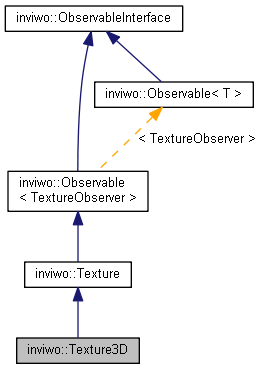 inviwo::ObservableInterface
inviwo::Observable< T >
< TextureObserver >
inviwo::Observable
< TextureObserver >
inviwo::Texture
inviwo::Texture3D